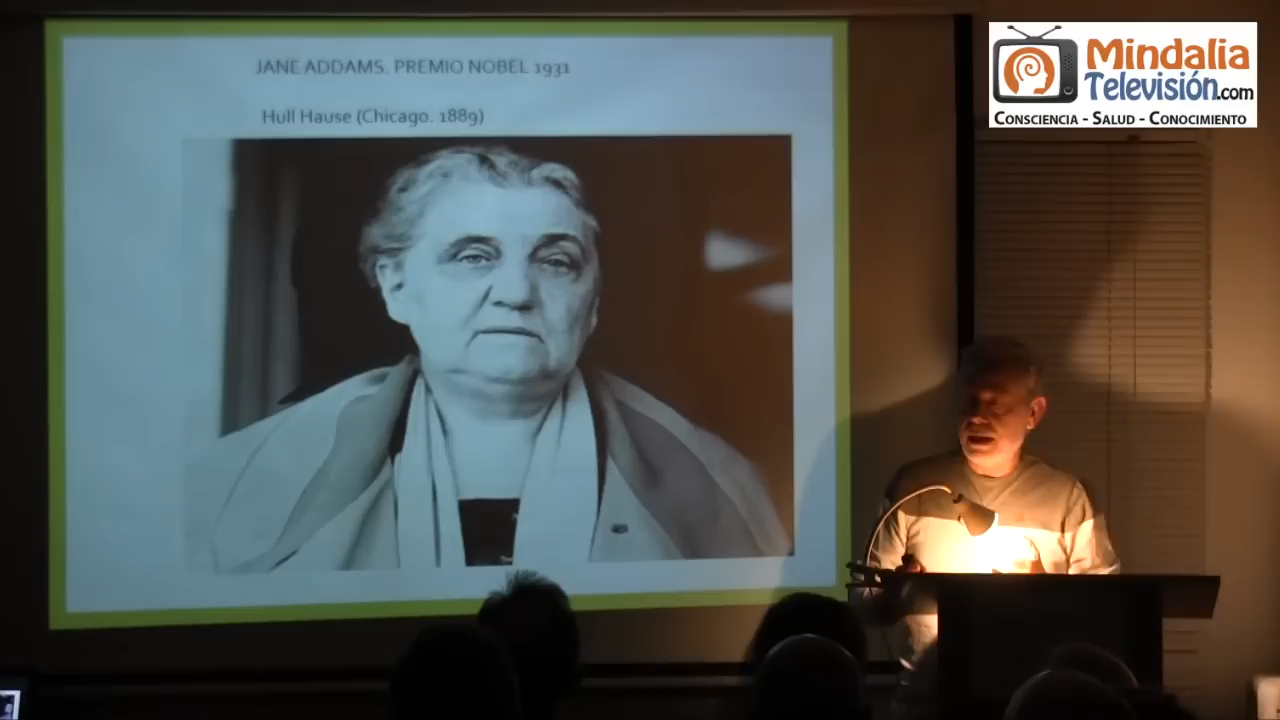 JANE ADDAMS. PREMIO NOBEL 1931
Hull Hause (Chicago. 1889)
Mindalia
Televisión.com
CONSCIENCIA - SALUD - CONOCIMIENTO